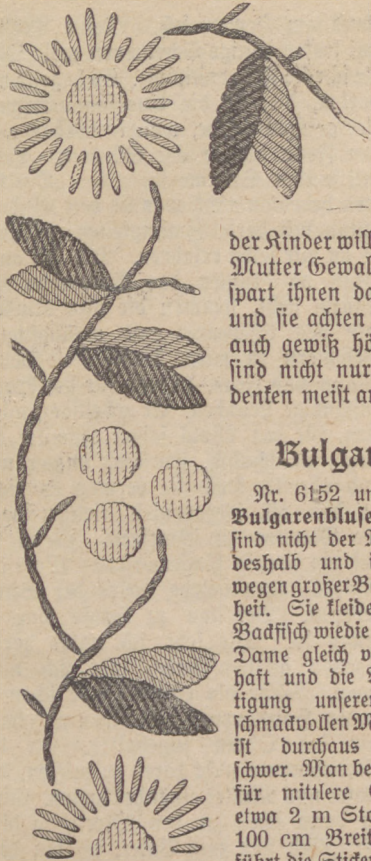 der Kinder will
Mutter Gewal
spart ihnen da
und sie achten
auch gewiß hö
sind nicht nur
denken meist a
Bulgar
Nr. 6152 un
Bulgarenbluse
sind nicht der
deshalb und i
wegen großer B
heit. Sie kleide
Backfisch wie die
Dame gleich v
haft und die
tigung unserer
schmackvollen M
ist durchaus
schwer. Man be
für mittlere
etwa 2 m Sto
100 cm Breit
führt die Sticke